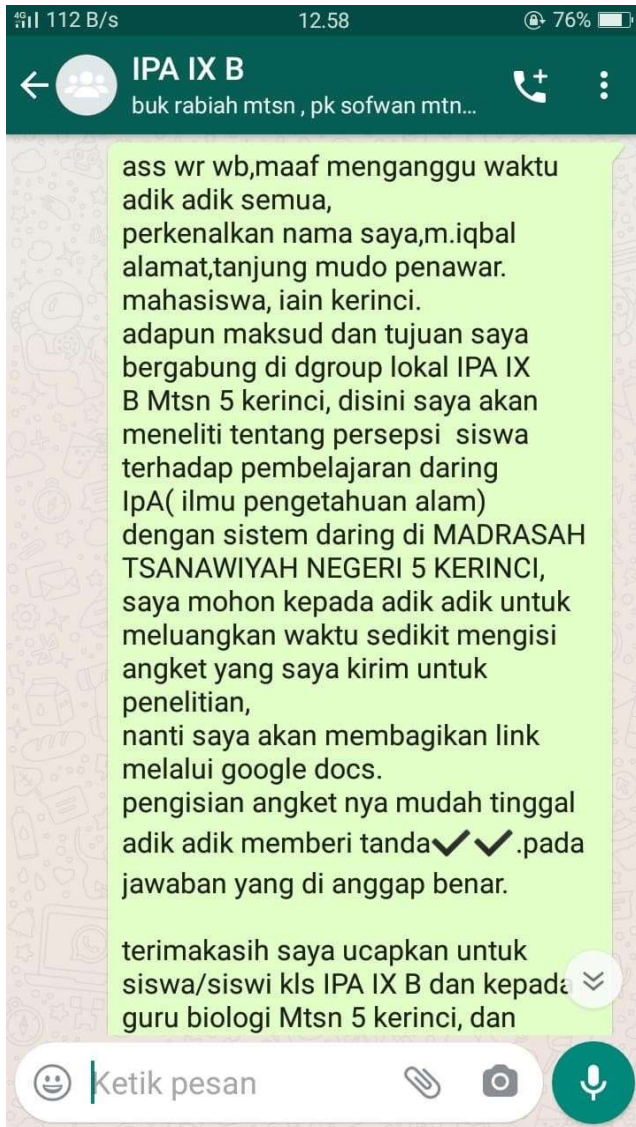 4G 112 B/s 12.58 76%
IPA IX B
buk rabiah mtsn , pk sofwan mtn...
ass wr wb,maaf menganggu waktu
adik adik semua,
perkenalkan nama saya,m.iqbal
alamat,tanjung mudo penawar.
mahasiswa, iain kerinci.
adapun maksud dan tujuan saya
bergabung di dgroup lokal IPA IX
B Mtsn 5 kerinci, disini saya akan
meneliti tentang persepsi siswa
terhadap pembelajaran daring
IpA( ilmu pengetahuan alam)
dengan sistem daring di MADRASAH
TSANAWIYAH NEGERI 5 KERINCI,
saya mohon kepada adik adik untuk
meluangkan waktu sedikit mengisi
angket yang saya kirim untuk
penelitian,
nanti saya akan membagikan link
melalui google docs.
pengisian angket nya mudah tinggal
adik adik memberi tanda✔✔.pada
jawaban yang di anggap benar.
terimakasih saya ucapkan untuk
siswa/siswi kls IPA IX B dan kepada
guru biologi Mtsn 5 kerinci, dan
Ketik pesan